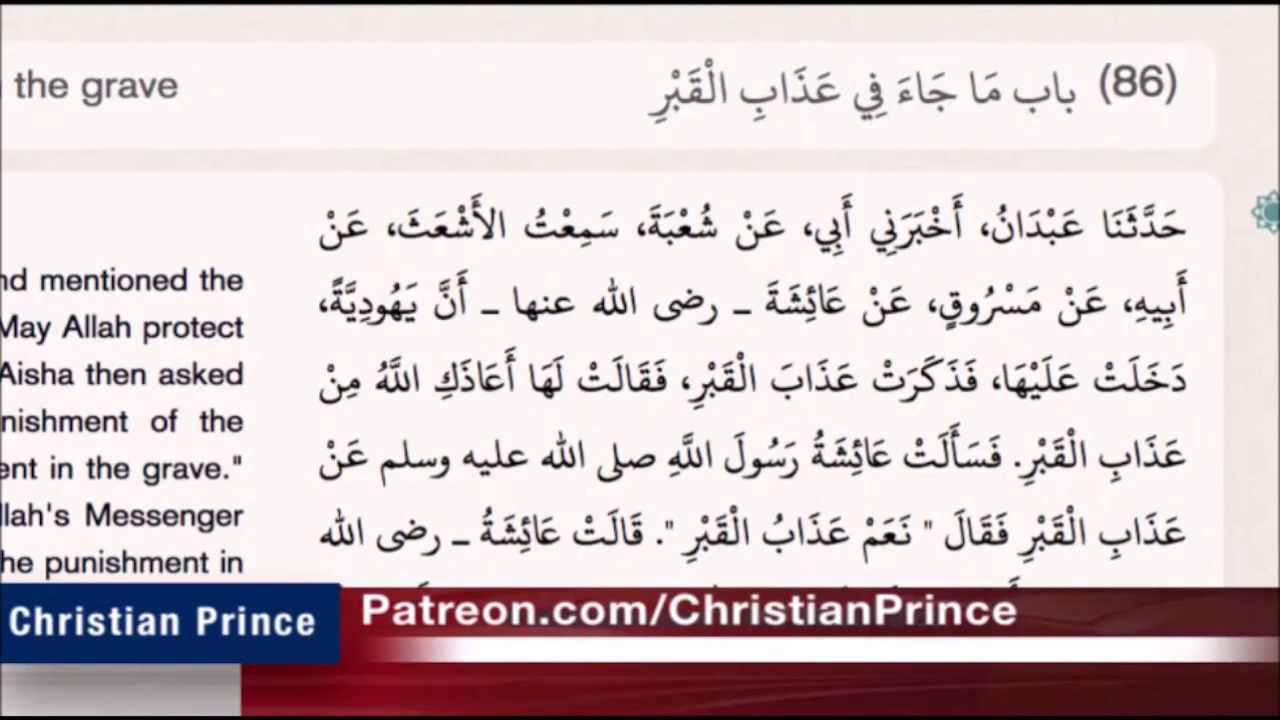 the grave
(86) باب مَا جَاءَ فِي عَذَابِ الْقَبْرِ
حَدَّثَنَا عَبْدَانُ، أَخْبَرَنِي أَبِي، عَنْ شُعْبَةَ، سَمِعْتُ الأَشْعَثَ، عَنْ
أَبِيهِ، عَنْ مَسْرُوقٍ، عَنْ عَائِشَةَ ـ رضى الله عنها ـ أَنَّ يَهُودِيَّةً،
دَخَلَتْ عَلَيْهَا، فَذَكَرَتْ عَذَابَ الْقَبْرِ، فَقَالَتْ لَهَا أَعَاذَكِ اللَّهُ مِنْ
عَذَابِ الْقَبْرِ. فَسَأَلَتْ عَائِشَةُ رَسُولَ اللَّهِ صلى الله عليه وسلم عَنْ
عَذَابِ الْقَبْرِ فَقَالَ " نَعَمْ عَذَابُ الْقَبْرِ ". قَالَتْ عَائِشَةُ ـ رضى الله
nd mentioned the
May Allah protect
Aisha then asked
nishment of the
ent in the grave."
llah's Messenger
he punishment in
Christian Prince
Patreon.com/ChristianPrince